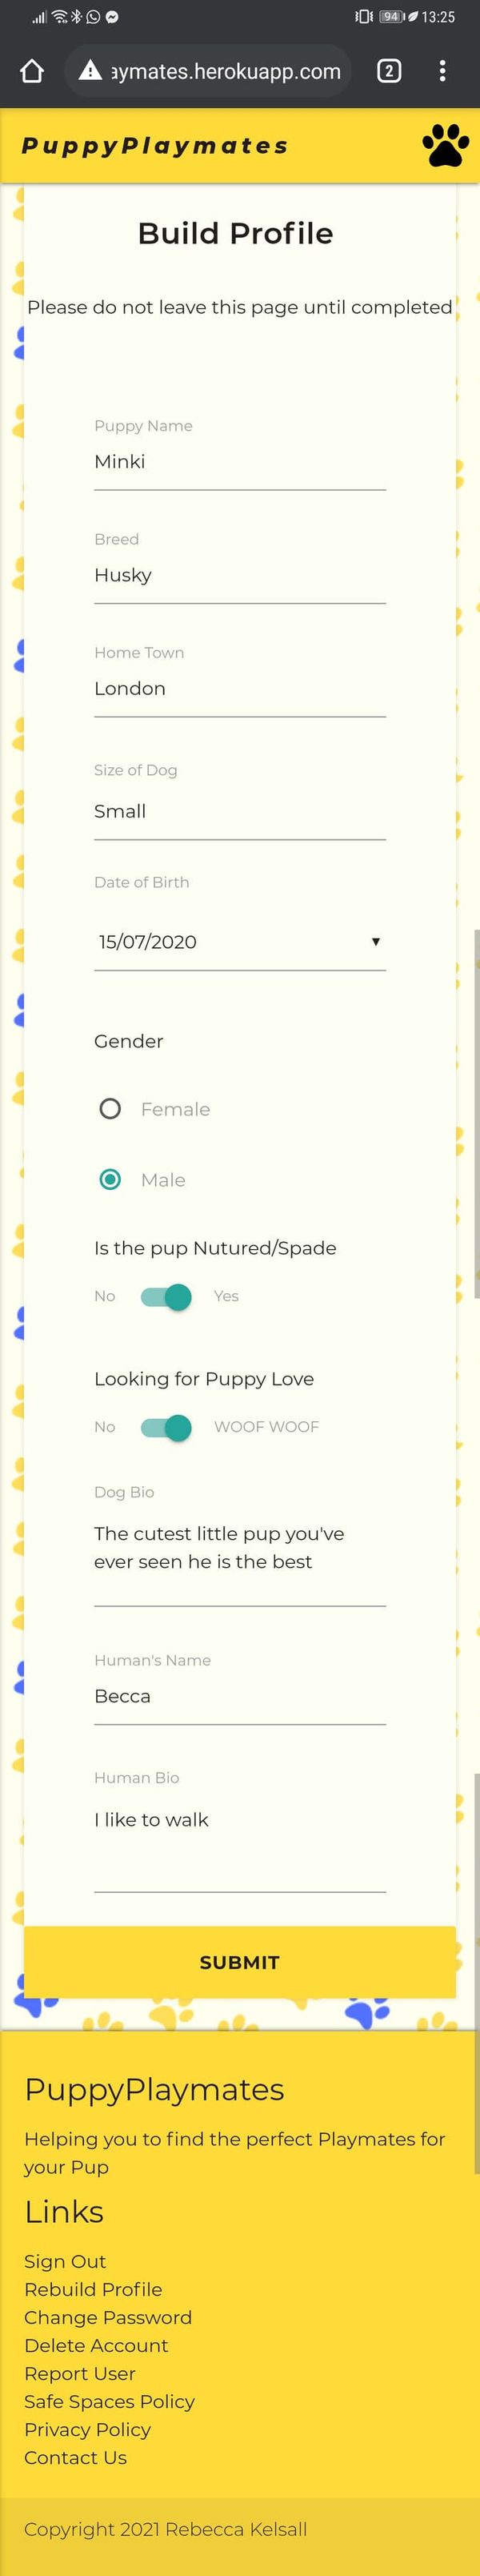 94 13:25
aymates.herokuapp.com 2
PuppyPlaymates
Build Profile
Please do not leave this page until completed
Puppy Name
Minki
Breed
Husky
Home Town
London
Size of Dog
Small
Date of Birth
15/07/2020
Gender
Female
Male
Is the pup Nutured/Spade
No Yes
Looking for Puppy Love
No WOOF WOOF
Dog Bio
The cutest little pup you've
ever seen he is the best
Human's Name
Becca
Human Bio
I like to walk
SUBMIT
PuppyPlaymates
Helping you to find the perfect Playmates for
your Pup
Links
Sign Out
Rebuild Profile
Change Password
Delete Account
Report User
Safe Spaces Policy
Privacy Policy
Contact Us
Copyright 2021 Rebecca Kelsall